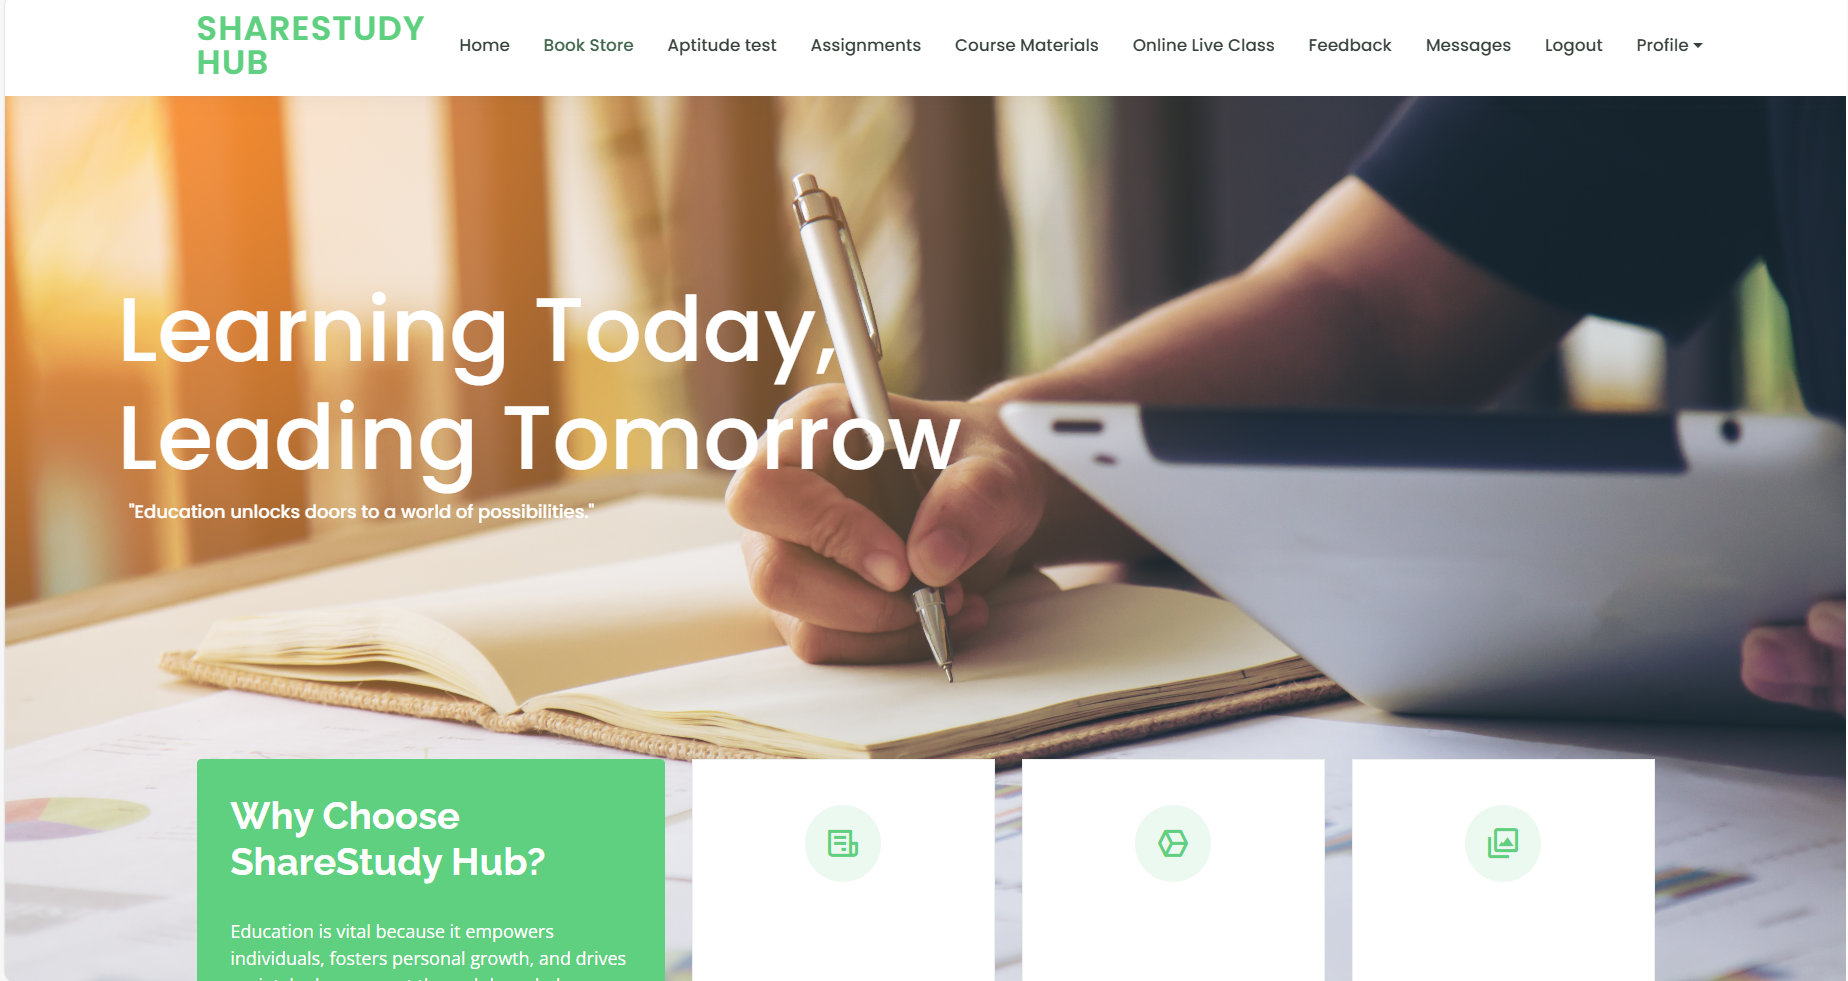 SHARESTUDY
HUB
Home Book Store Aptitude test Assignments Course Materials Online Live Class Feedback Messages Logout Profile
Learning Today,
Leading Tomorrow
"Education unlocks doors to a world of possibilities."
Why Choose
ShareStudy Hub?
Education is vital because it empowers
individuals, fosters personal growth, and drives